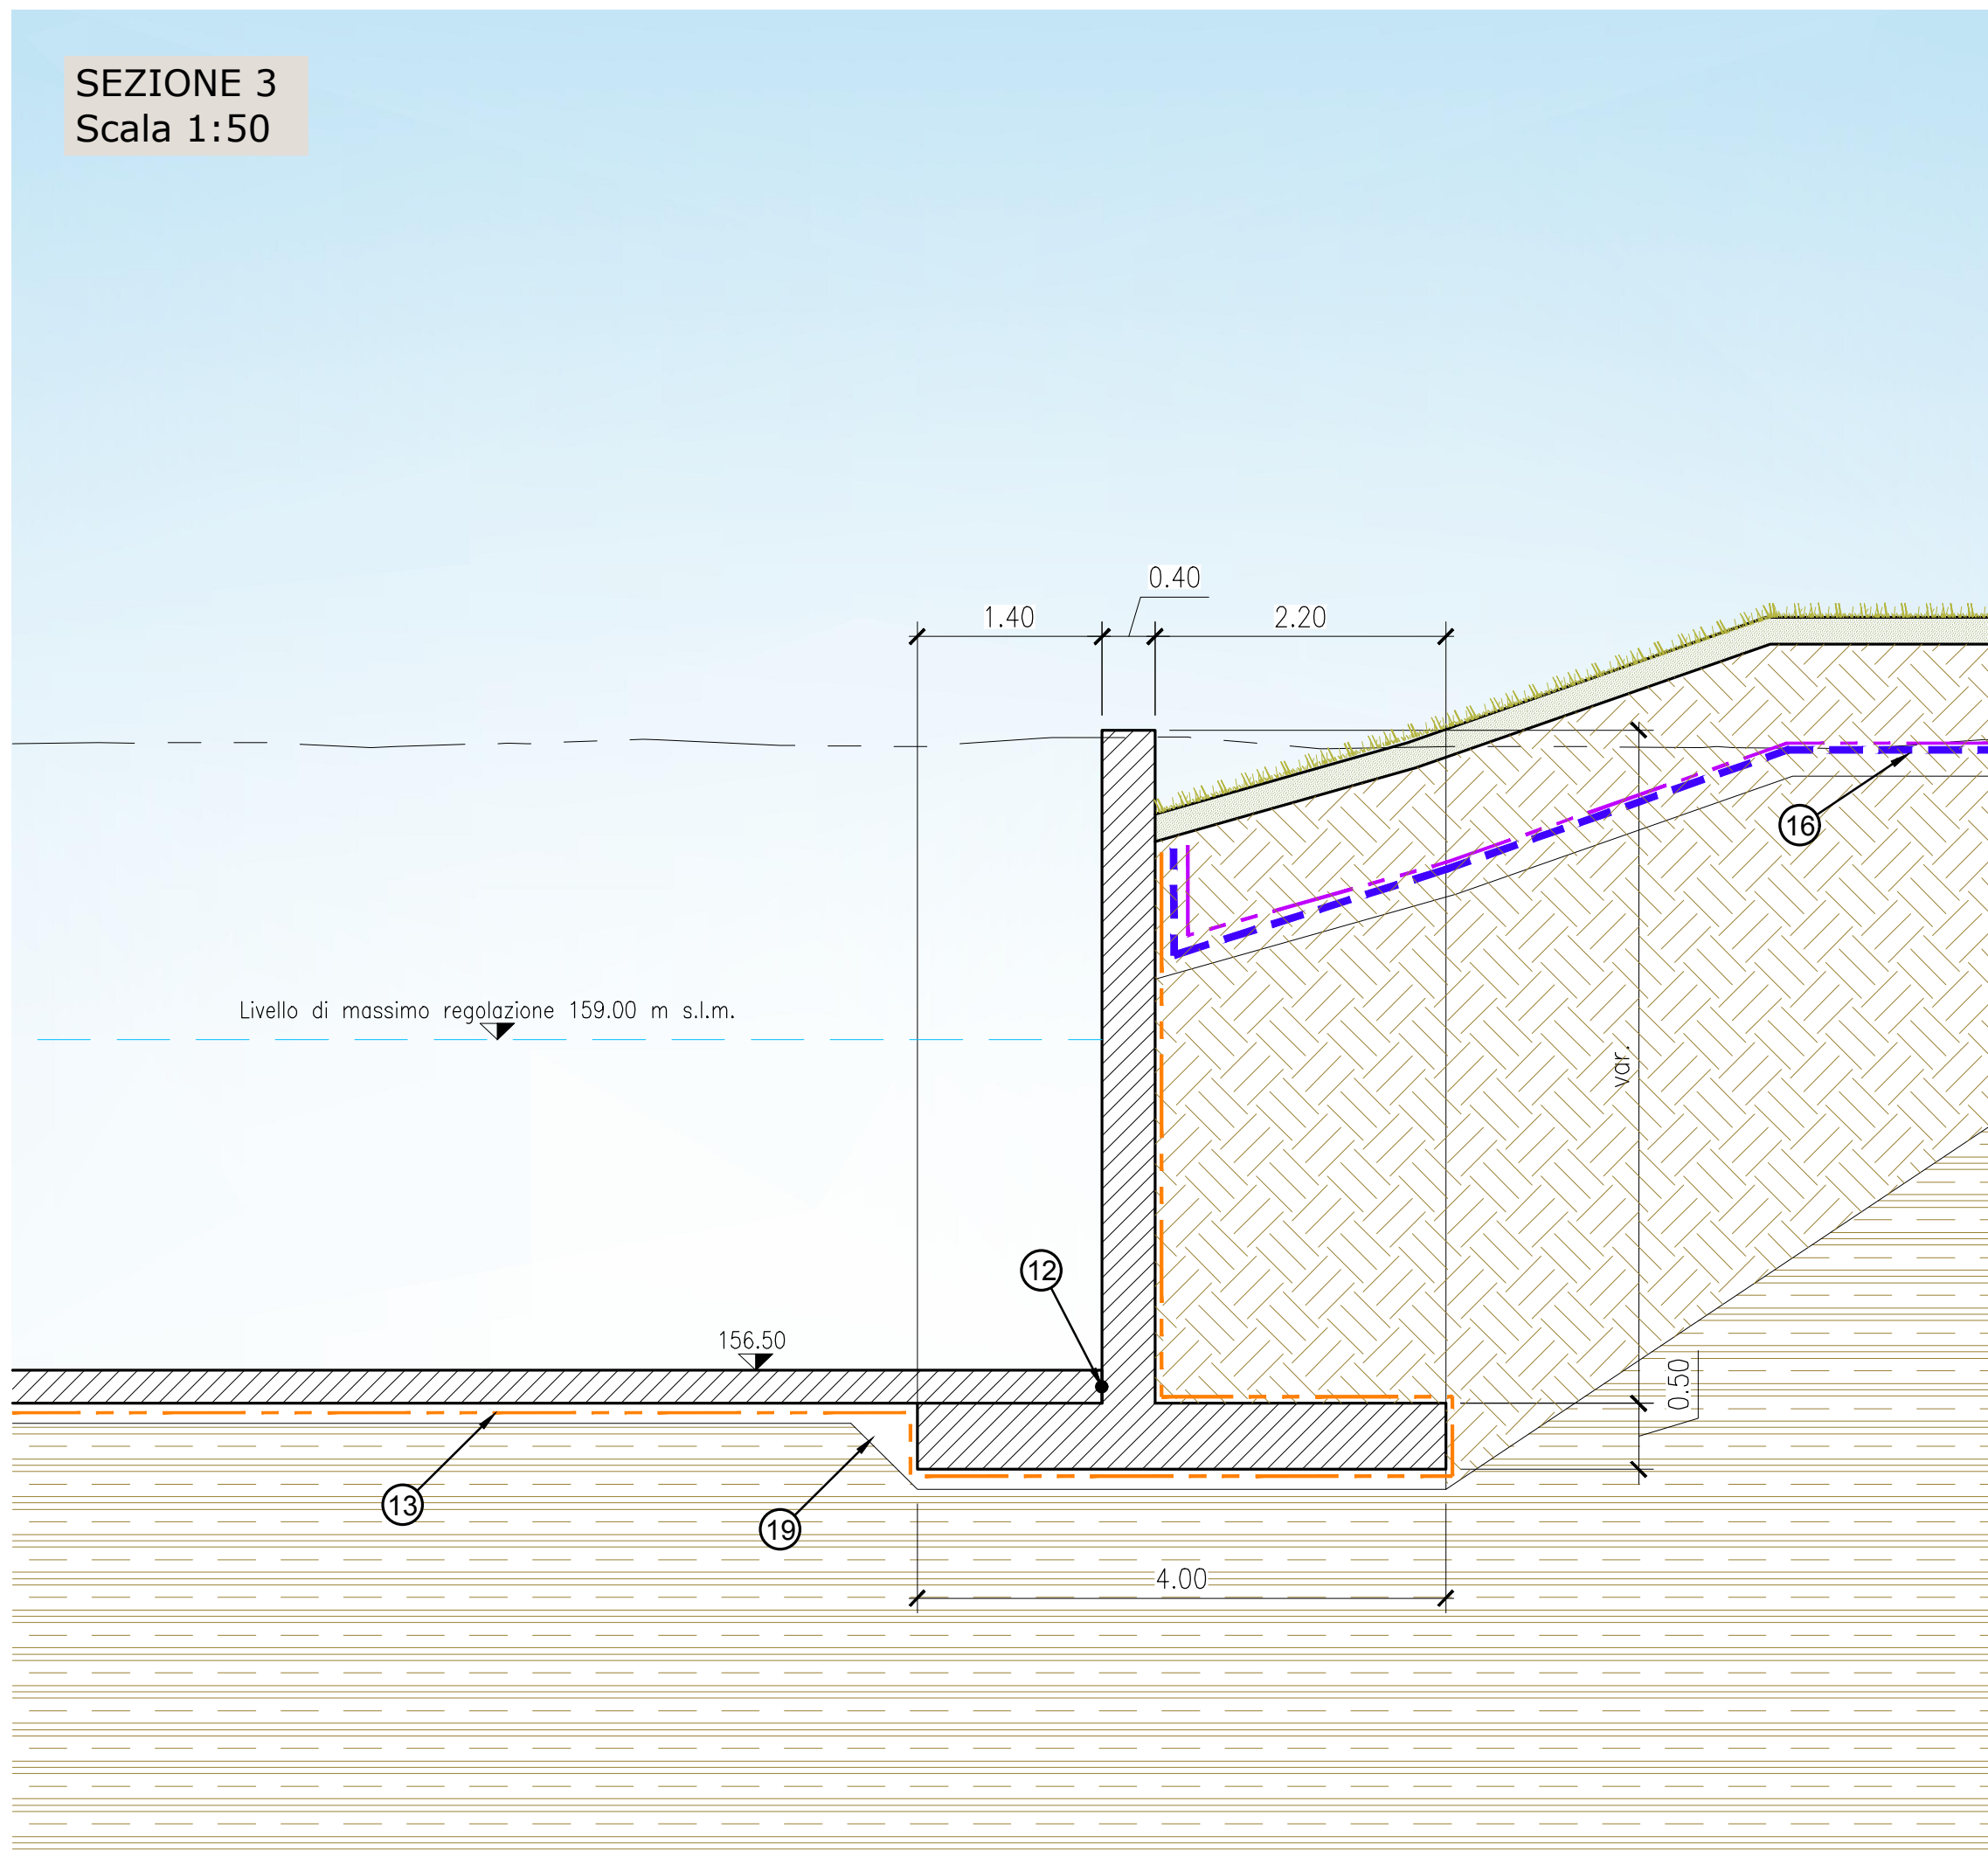 SEZIONE 3
Scala 1:50
0.40
1.40
2.20
16
Livello di massimo regolazione 159.00 m s.l.m.
var.
12
156.50
0.50
13
19
4.00